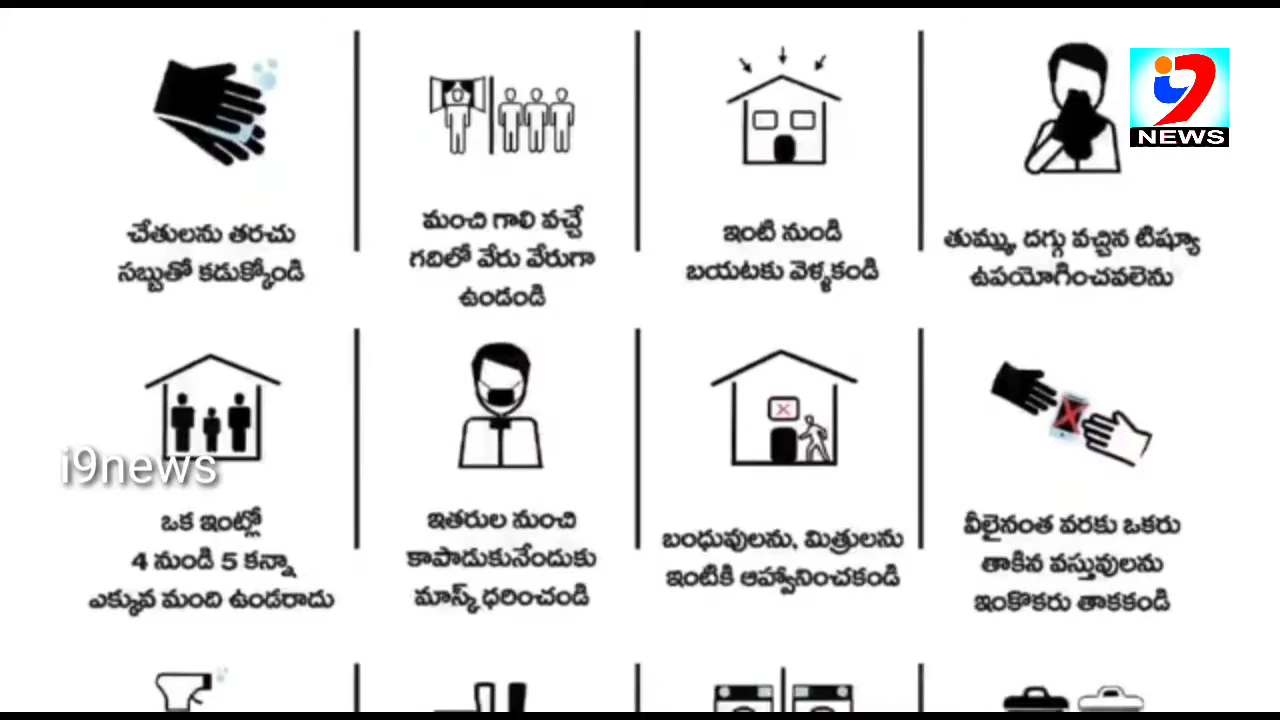 NEWS
చేతులను తరచు
సబ్బుతో కడుక్కోండి
మంచి గాలి వచ్చే
గదిలో వేరు వేరుగా
ఉండండి
ఇంటి నుండి
బయటకు వెళ్ళకండి
తుమ్ము, దగ్గు వచ్చిన టిష్యూ
ఉపయోగించవలెను
i9news
ఒక ఇంట్లో
4 నుండి 5 కన్నా
ఎక్కువ మంది ఉండరాదు
ఇతరుల నుంచి
కాపాడుకునేందుకు
మాస్క్ ధరించండి
బంధువులను, మిత్రులను
ఇంటికి ఆహ్వానించకండి
వీలైనంత వరకు ఒకరు
తాకిన వస్తువులను
ఇంకొకరు తాకకండి